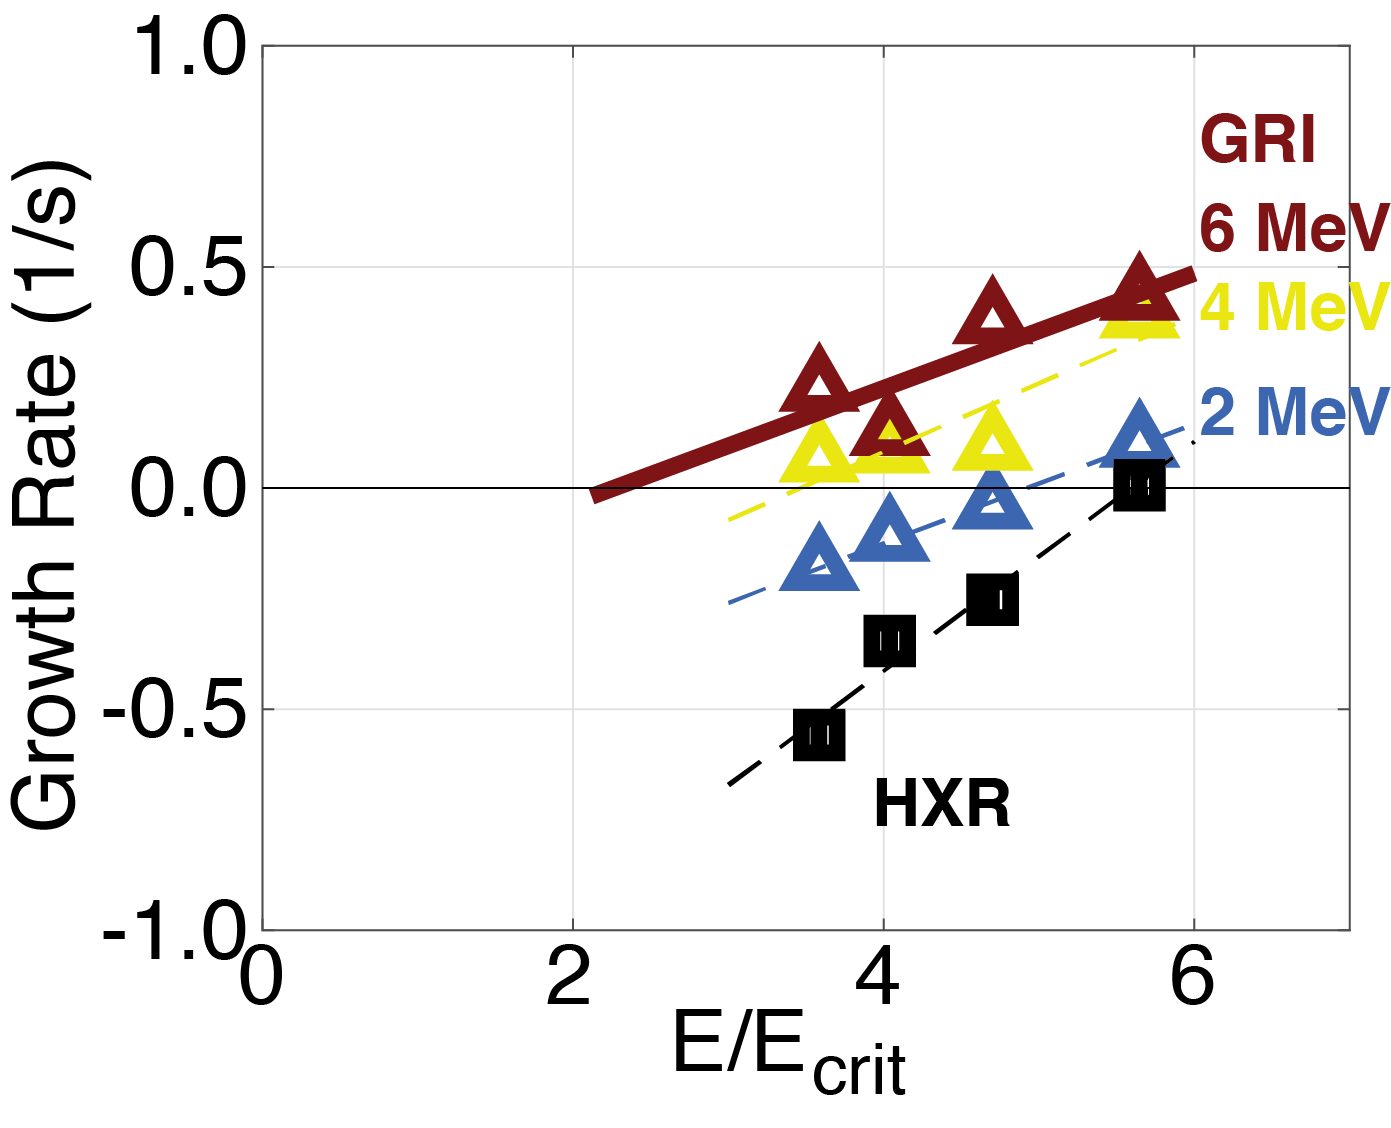 Growth Rate (1/s)
1.0
0.5
0.0
-0.5
-1.0
GRI
6 MeV
4 MeV
2 MeV
HXR
0 2 4 6
E/Ecrit